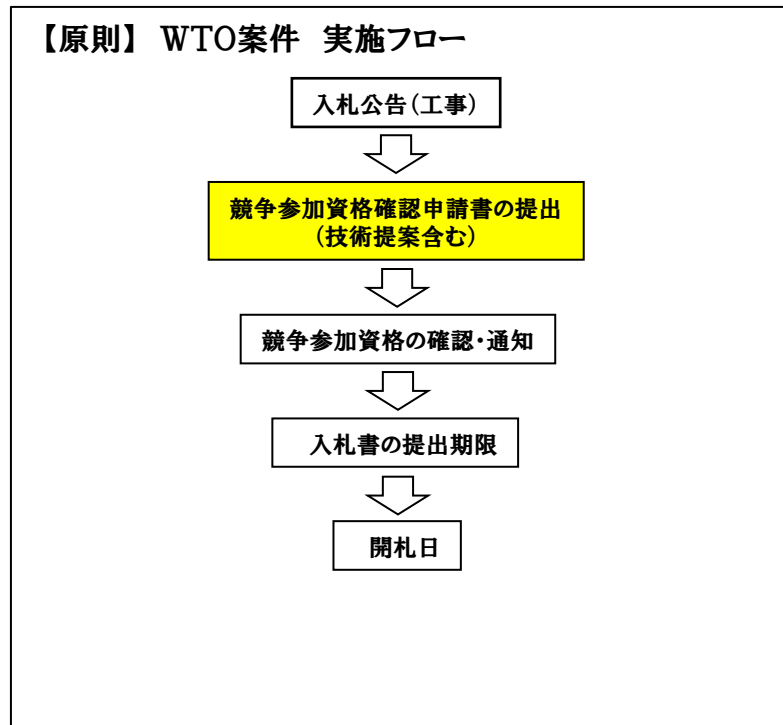 【原則】 WTO案件 実施フロー
入札公告(工事)
競争参加資格確認申請書の提出
(技術提案含む)
競争参加資格の確認・通知
入札書の提出期限
開札日